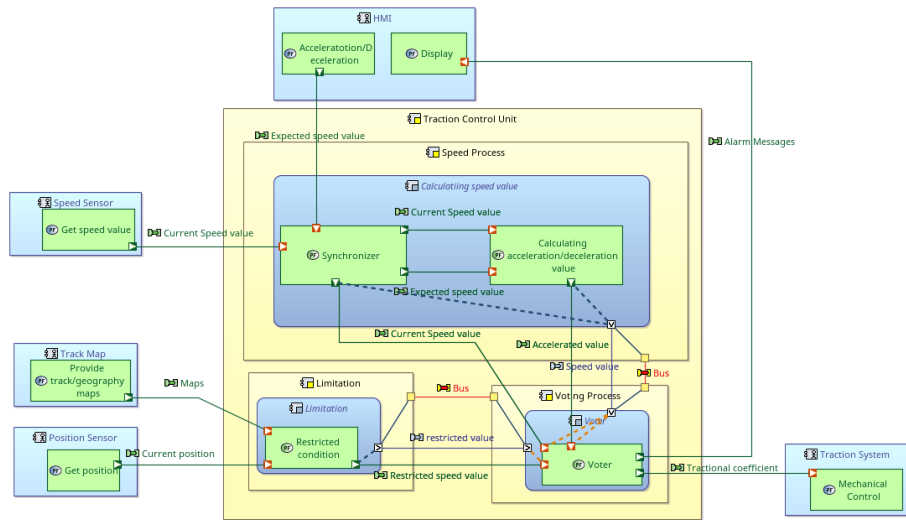 HMI
Acceleratotion/D
eceleration
Display
Traction Control Unit
Expected speed value
Alarm Messages
Speed Process
Calculatiing speed value
Speed Sensor
Get speed value
Current Speed value
Current Speed value
Synchronizer
Calculating
acceleration/deceleration
value
Expected speed value
Current Speed value
Accelerated value
Track Map
Provide
track/geography
maps
Speed value
Bus
Maps
Limitation
Bus
Voting Process
Limitation
Voter
Position Sensor
Get position
Current position
Restricted
condition
restricted value
Voter
Restricted speed value
Tractional coefficient
Traction System
Mechanical
Control